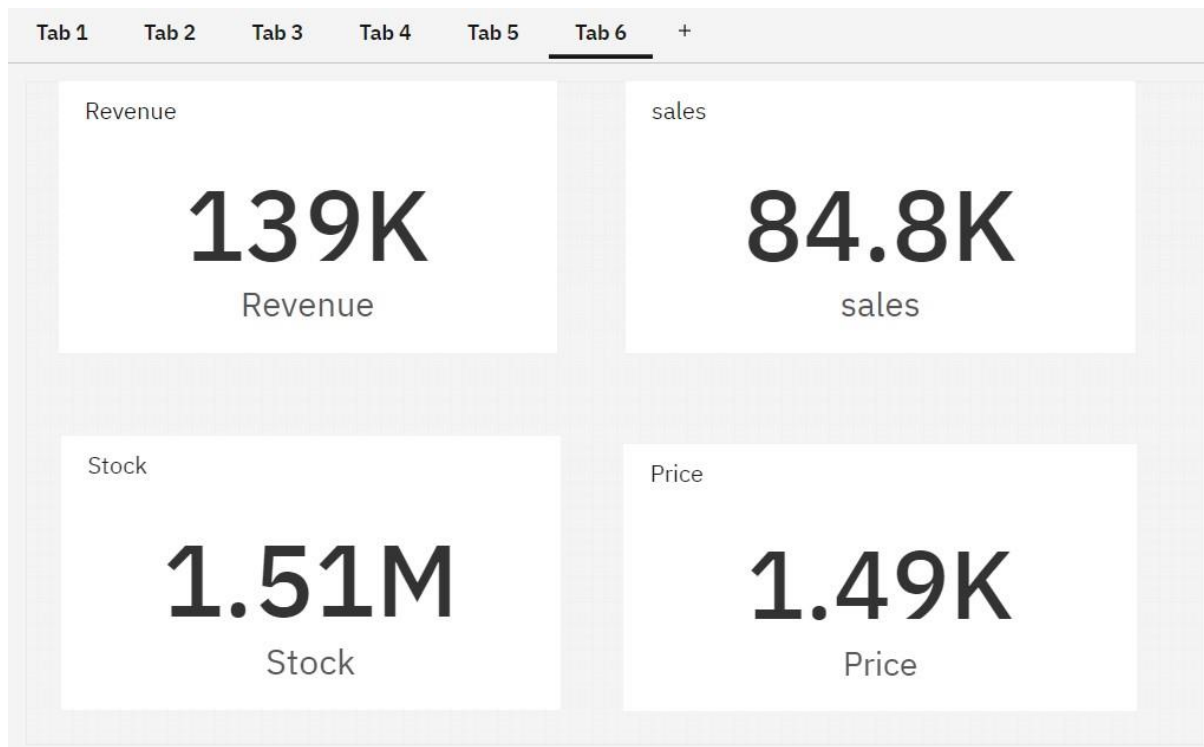 Tab 1 Tab 2 Tab 3 Tab 4 Tab 5 Tab 6 +
Revenue
139K
Revenue
sales
84.8K
sales
Stock
1.51M
Stock
Price
1.49K
Price